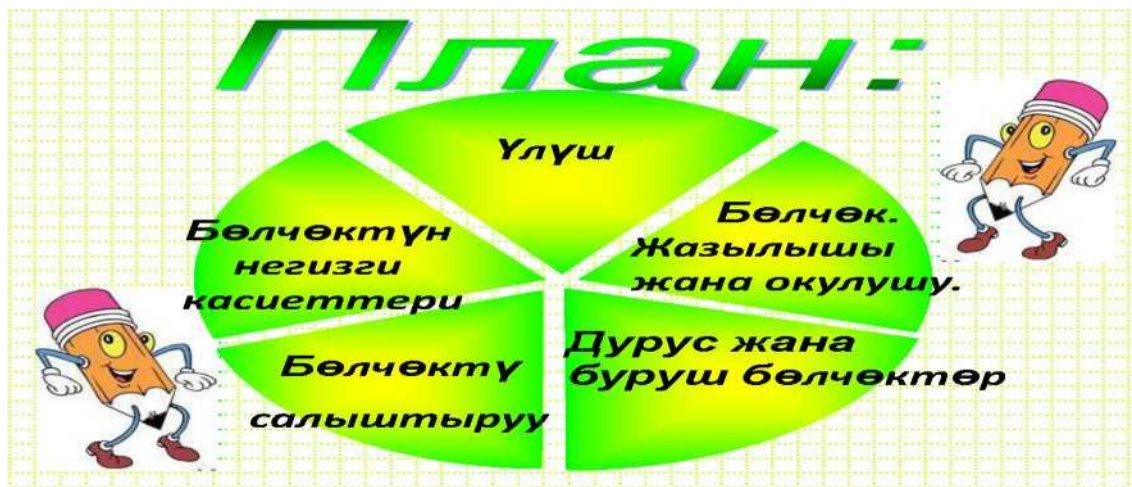 План:
Үлүш
Бөлчөк.
Жазылышы
жана окулушу.
Дурус жана
буруш бөлчөктөр
Бөлчөктү
салыштыруу
Бөлчөктүн
негизги
касиеттери